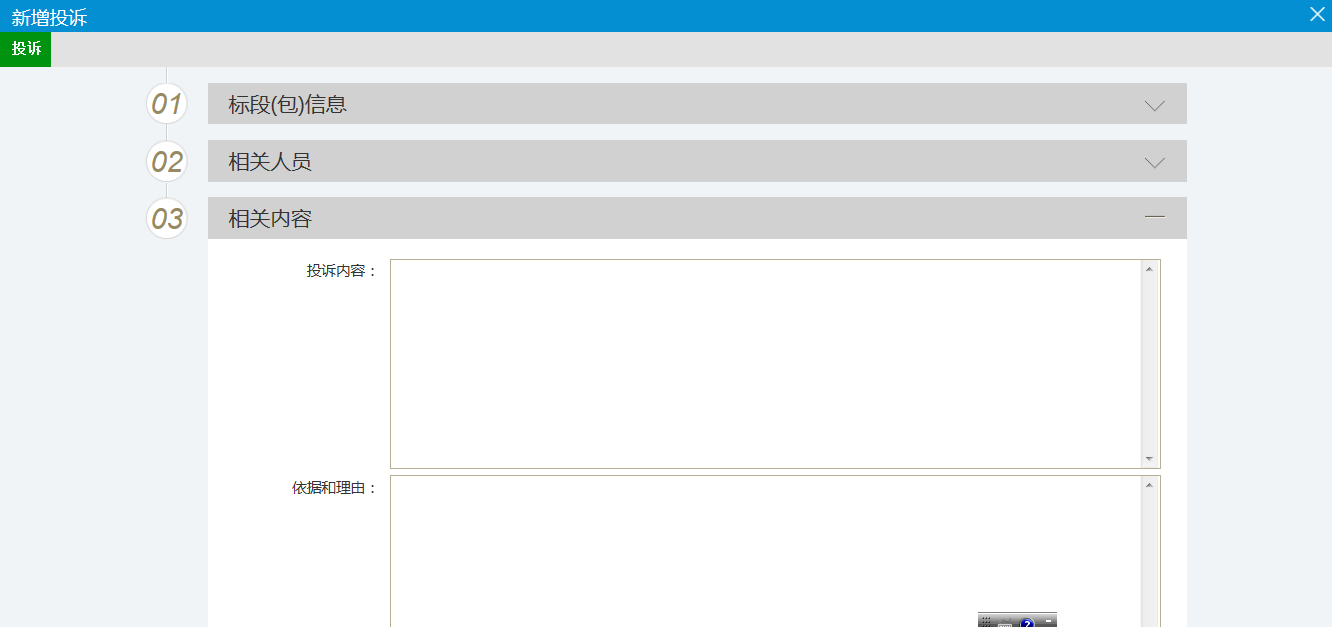 新增投诉
投诉
01 标段(包)信息
02 相关人员
03 相关内容
投诉内容：
依据和理由：